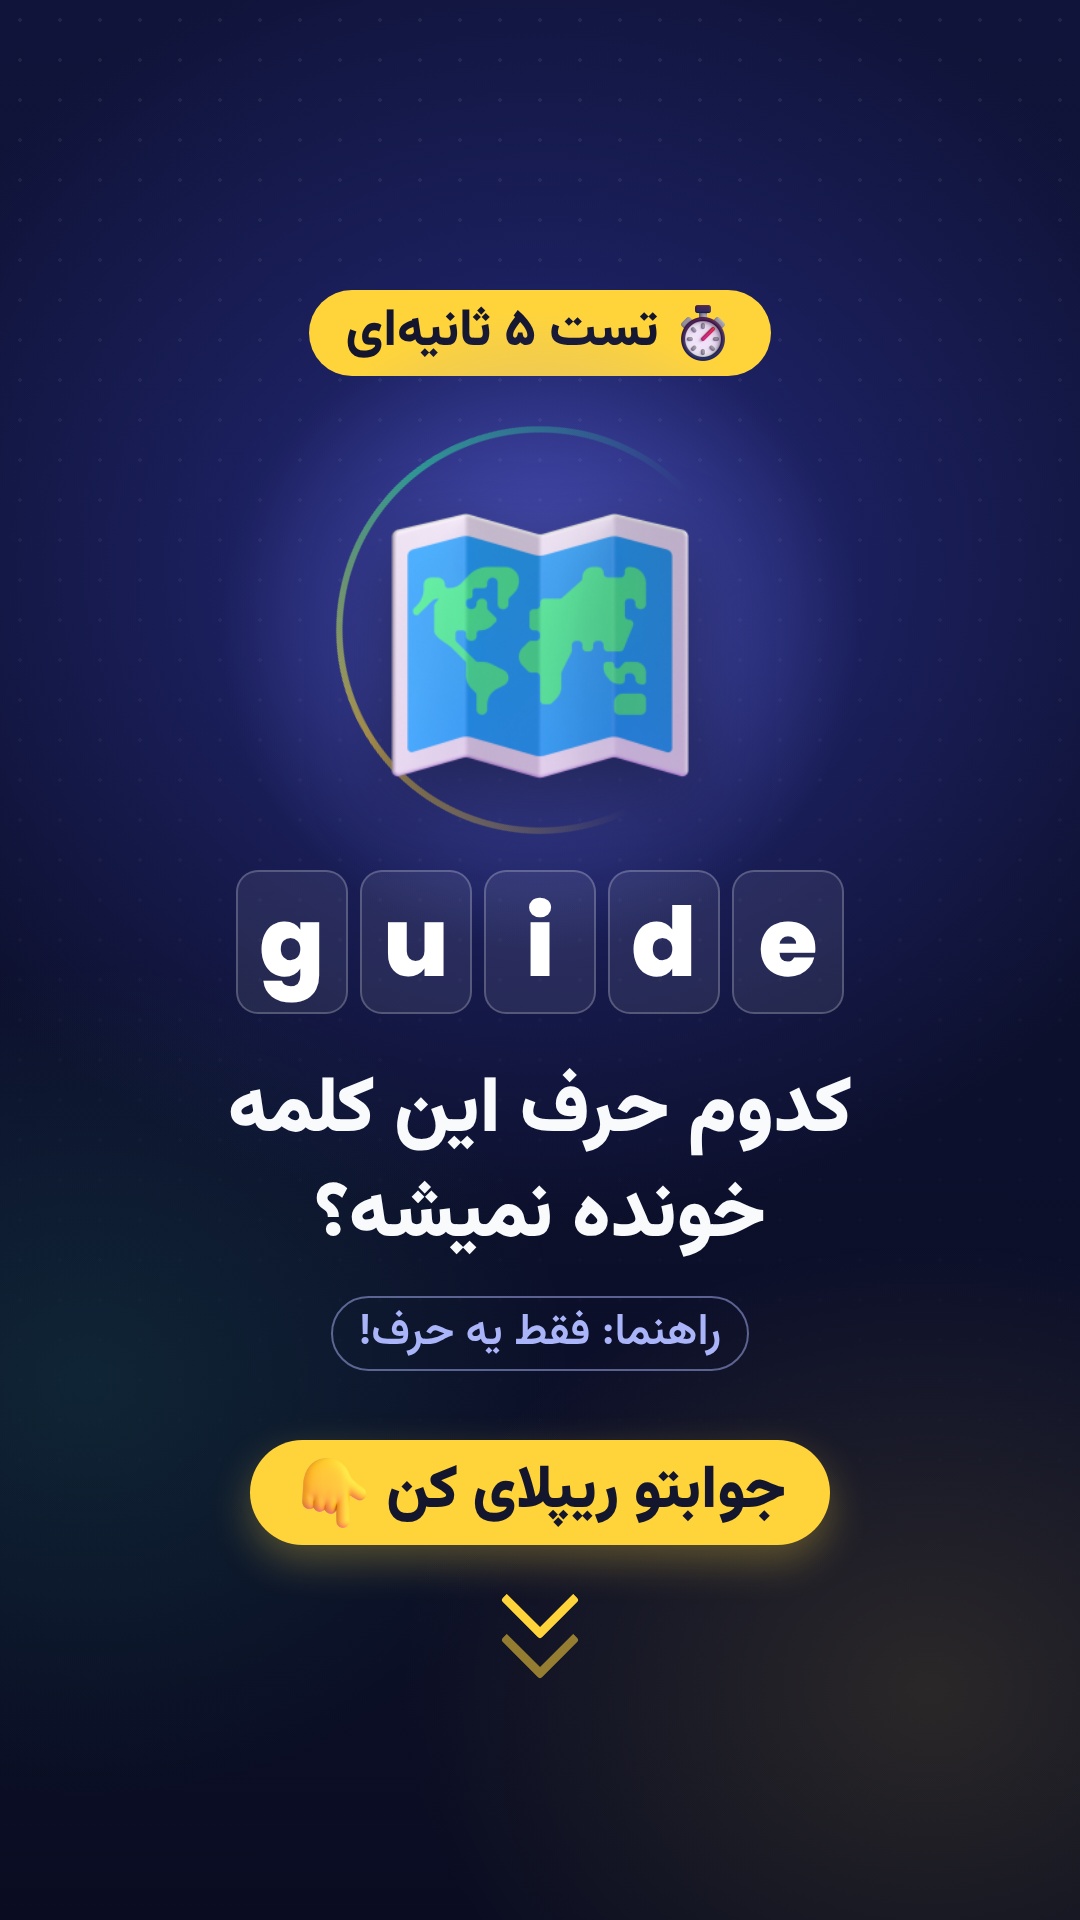 ⏱️ تست ۵ ثانیه‌ای
guide
کدوم حرف این کلمه
خونده نمیشه؟
راهنما: فقط یه حرف!
جوابتو ریپلای کن 👇